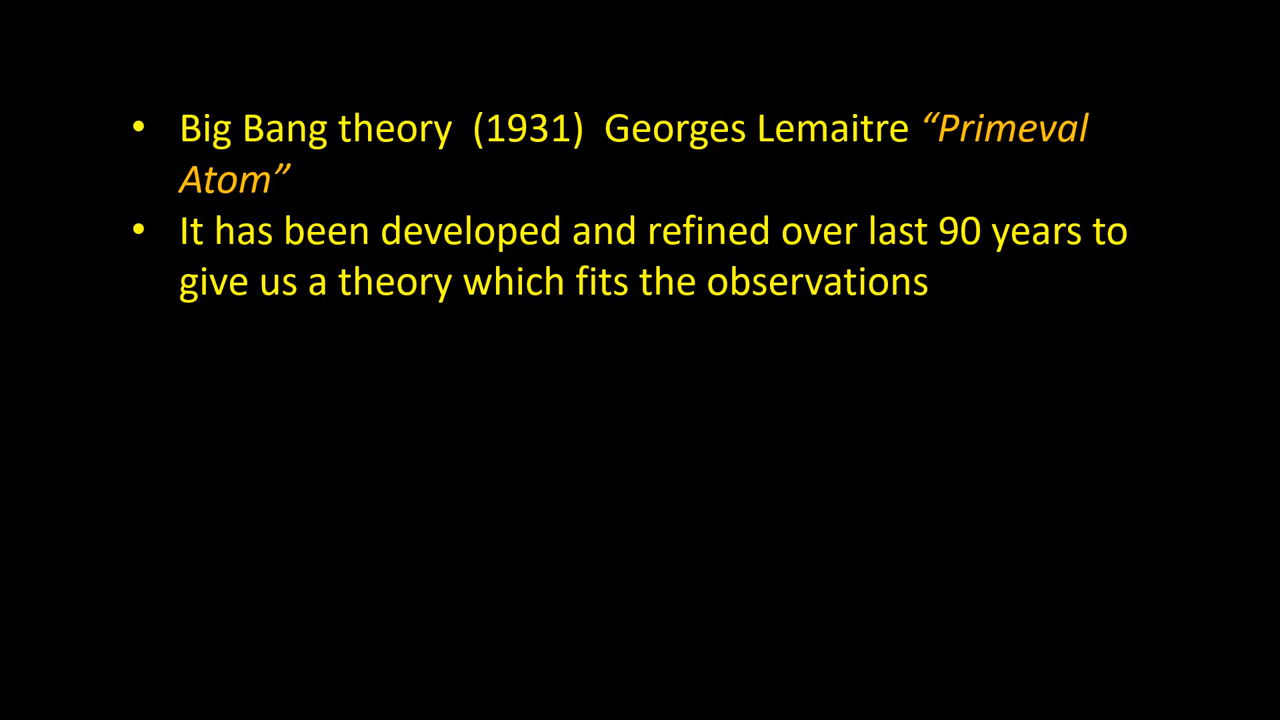 • Big Bang theory  (1931)  Georges Lemaitre “Primeval
Atom”
• It has been developed and refined over last 90 years to
give us a theory which fits the observations